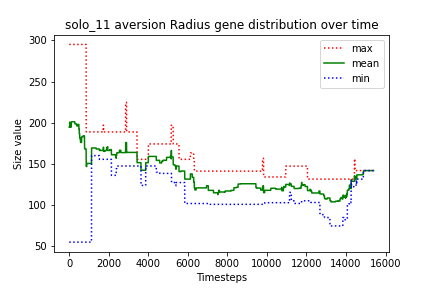 solo_11 aversion Radius gene distribution over time
max
mean
min
Size value
300
250
200
150
100
50
0
2000
4000
6000
8000
10000
12000
14000
16000
Timesteps